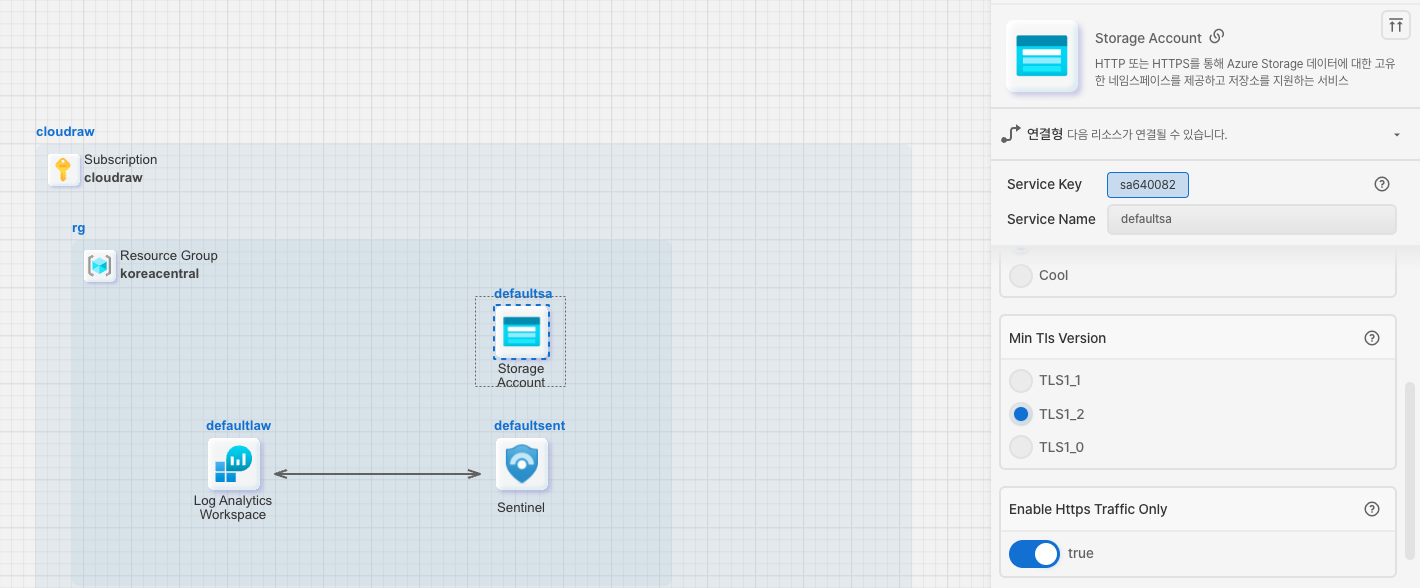 cloudraw
Subscription
cloudraw
rg
Resource Group
koreacentral
defaultsa
Storage
Account
defaultlaw
Log Analytics
Workspace
defaultsent
Sentinel
Storage Account
HTTP 또는 HTTPS를 통해 Azure Storage 데이터에 대한 고유
한 네임스페이스를 제공하고 저장소를 지원하는 서비스
연결형 다음 리소스가 연결될 수 있습니다.
Service Key sa640082
Service Name defaultsa
Cool
Min Tls Version
TLS1_1
TLS1_2
TLS1_0
Enable Https Traffic Only
true